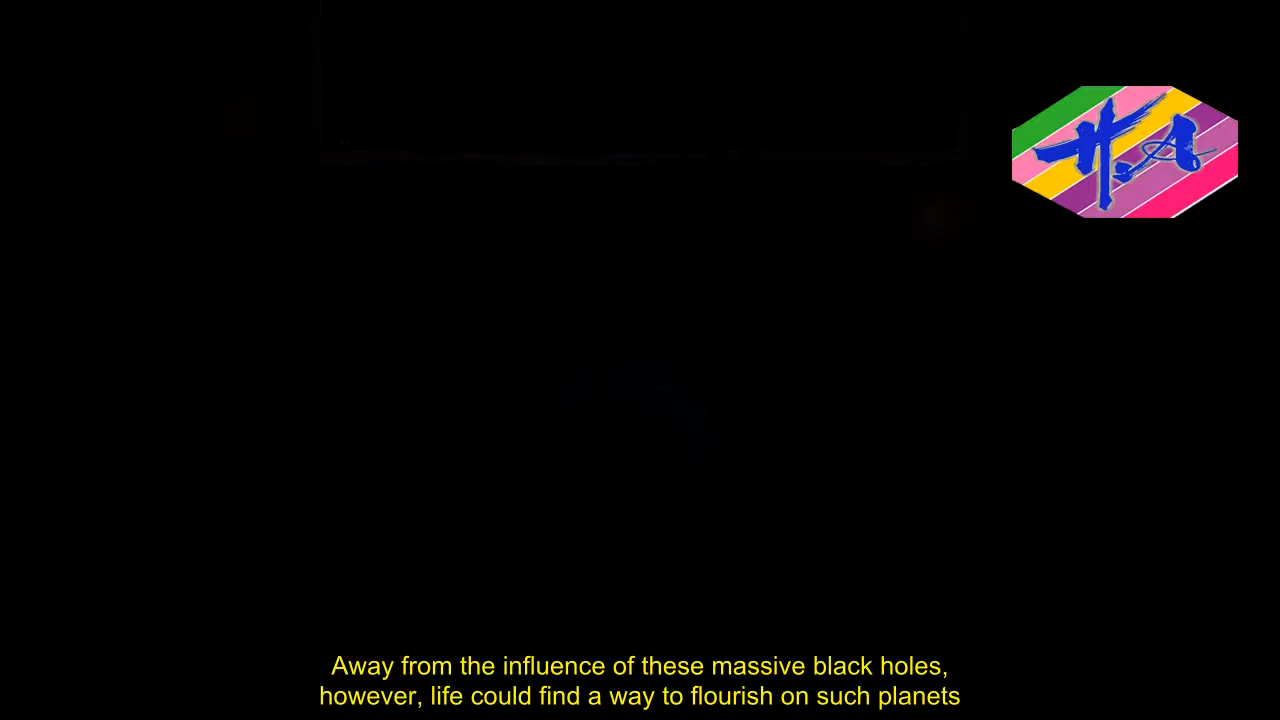 H.A
Away from the influence of these massive black holes,
however, life could find a way to flourish on such planets